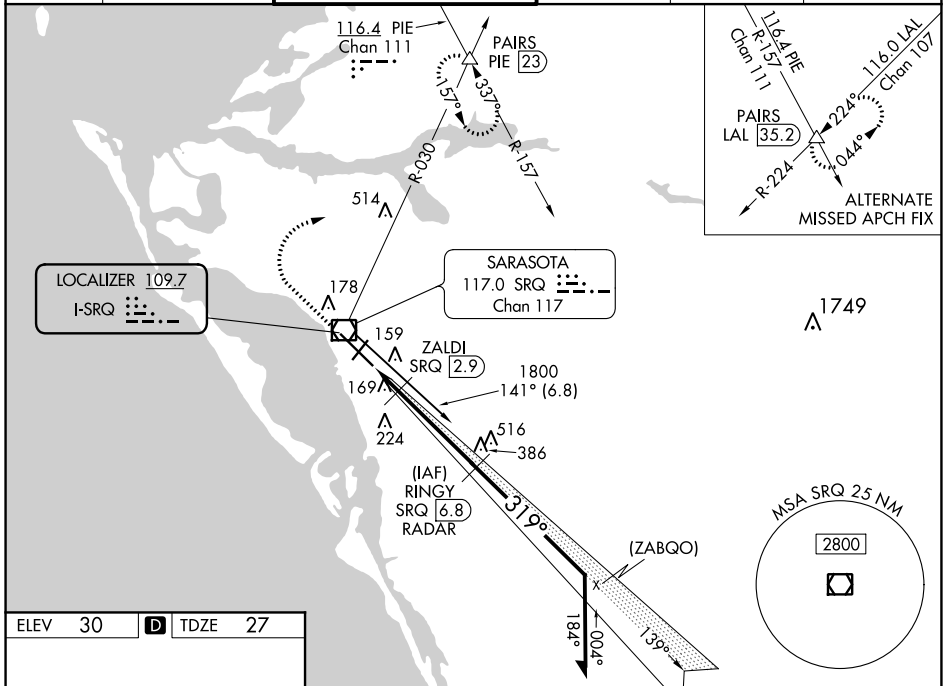 116.4 PIE
Chan 111
PAIRS
PIE 23
157°
337°
R-030
R-157
514
LOCALIZER 109.7
I-SRQ
178
SARASOTA
117.0 SRQ
Chan 117
159
ZALDI
SRQ 2.9
1800
141° (6.8)
169
224
516
386
(IAF)
RINGY
SRQ 6.8
RADAR
319°
(ZABQO)
X
184°
004°
139°
116.4 PIE
R-157
Chan 111
116.0 LAL
Chan 107
PAIRS
LAL 35.2
224°
044°
R-224
ALTERNATE
MISSED APCH FIX
1749
MSA SRQ 25 NM
2800
ELEV 30 D TDZE 27